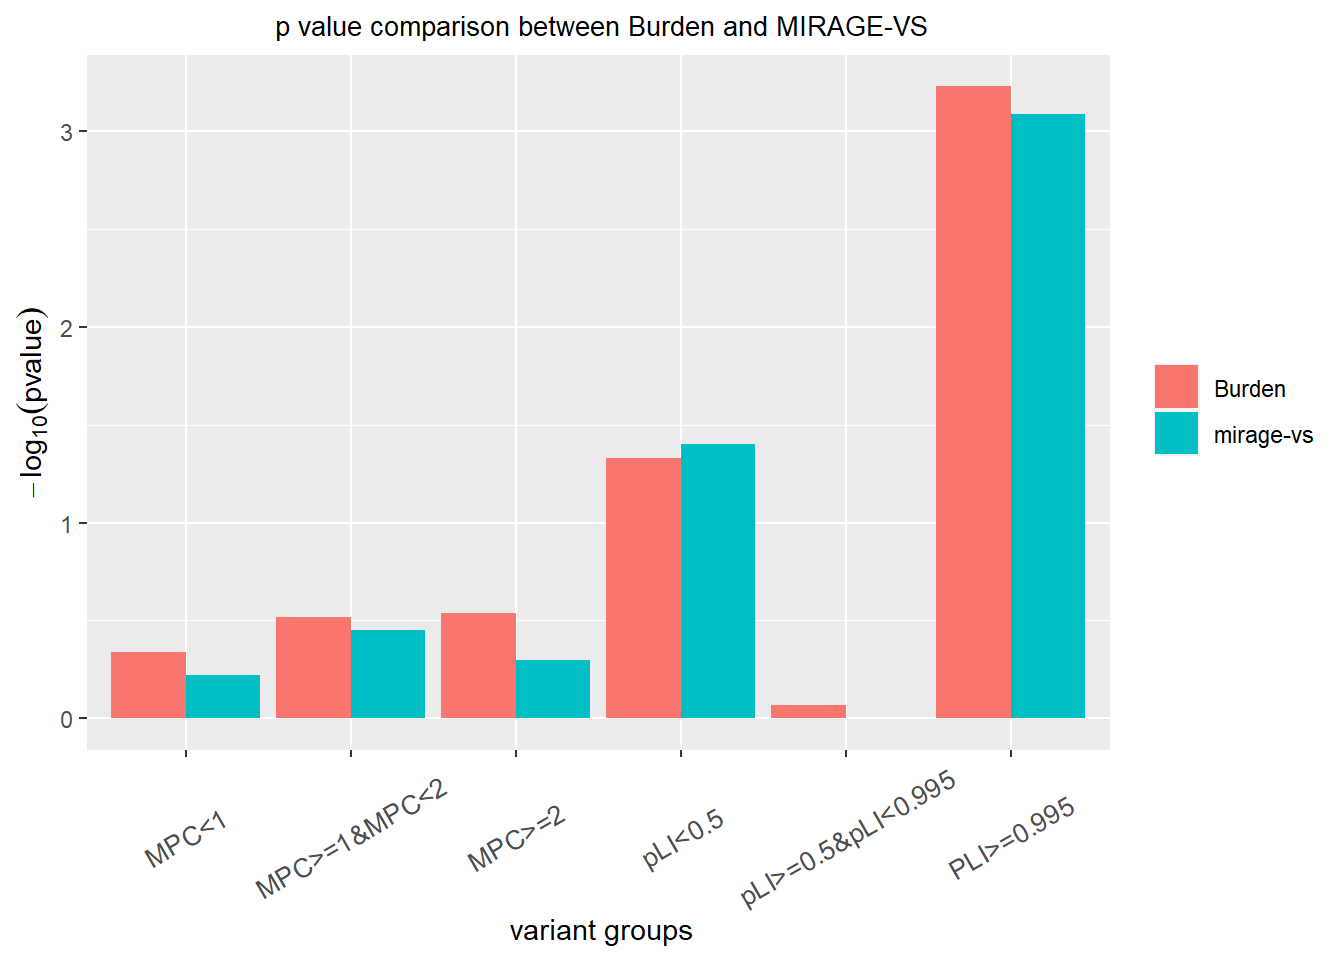 p value comparison between Burden and MIRAGE-VS
−log10(pvalue)
3
2
1
0
MPC<1
MPC>=1&MPC<2
MPC>=2
pLI<0.5
pLI>=0.5&pLI<0.995
PLI>=0.995
variant groups
Burden
mirage-vs